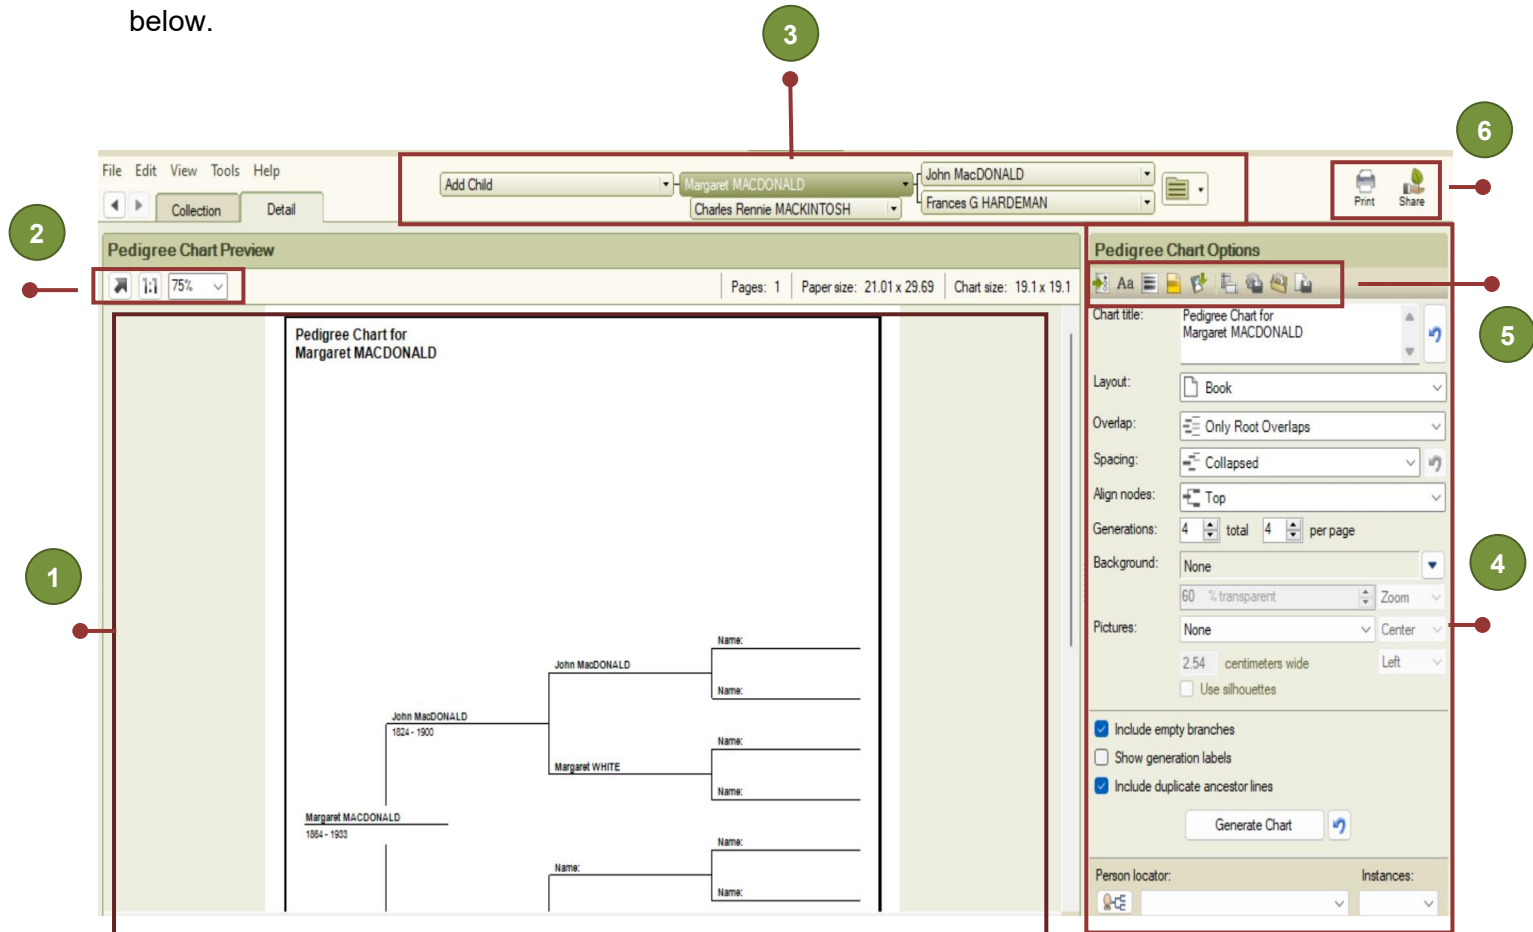 below.
3
6
File Edit View Tools Help
Add Child
Margaret MACDONALD
John MacDONALD
Charles Rennie MACKINTOSH
Frances G HARDEMAN
Print
Share
Collection
Detail
2
Pedigree Chart Preview
Pedigree Chart Options
1:1
75%
Pages: 1
Paper size: 21.01 x 29.69
Chart size: 19.1 x 19.1
Aa
5
Pedigree Chart for
Margaret MACDONALD
Chart title:
Pedigree Chart for
Margaret MACDONALD
Layout:
Book
Overlap:
Only Root Overlaps
Spacing:
Collapsed
Align nodes:
Top
Generations:
4 total 4 per page
Background:
None
60 % transparent
Zoom
Pictures:
None
Center
2.54 centimeters wide
Left
Use silhouettes
4
1
Name:
John MacDONALD
Name:
John MacDONALD
1824 - 1900
Name:
Margaret WHITE
Name:
Margaret MACDONALD
1864 - 1933
Name:
Name:
Name:
Include empty branches
Show generation labels
Include duplicate ancestor lines
Generate Chart
Person locator:
Instances: